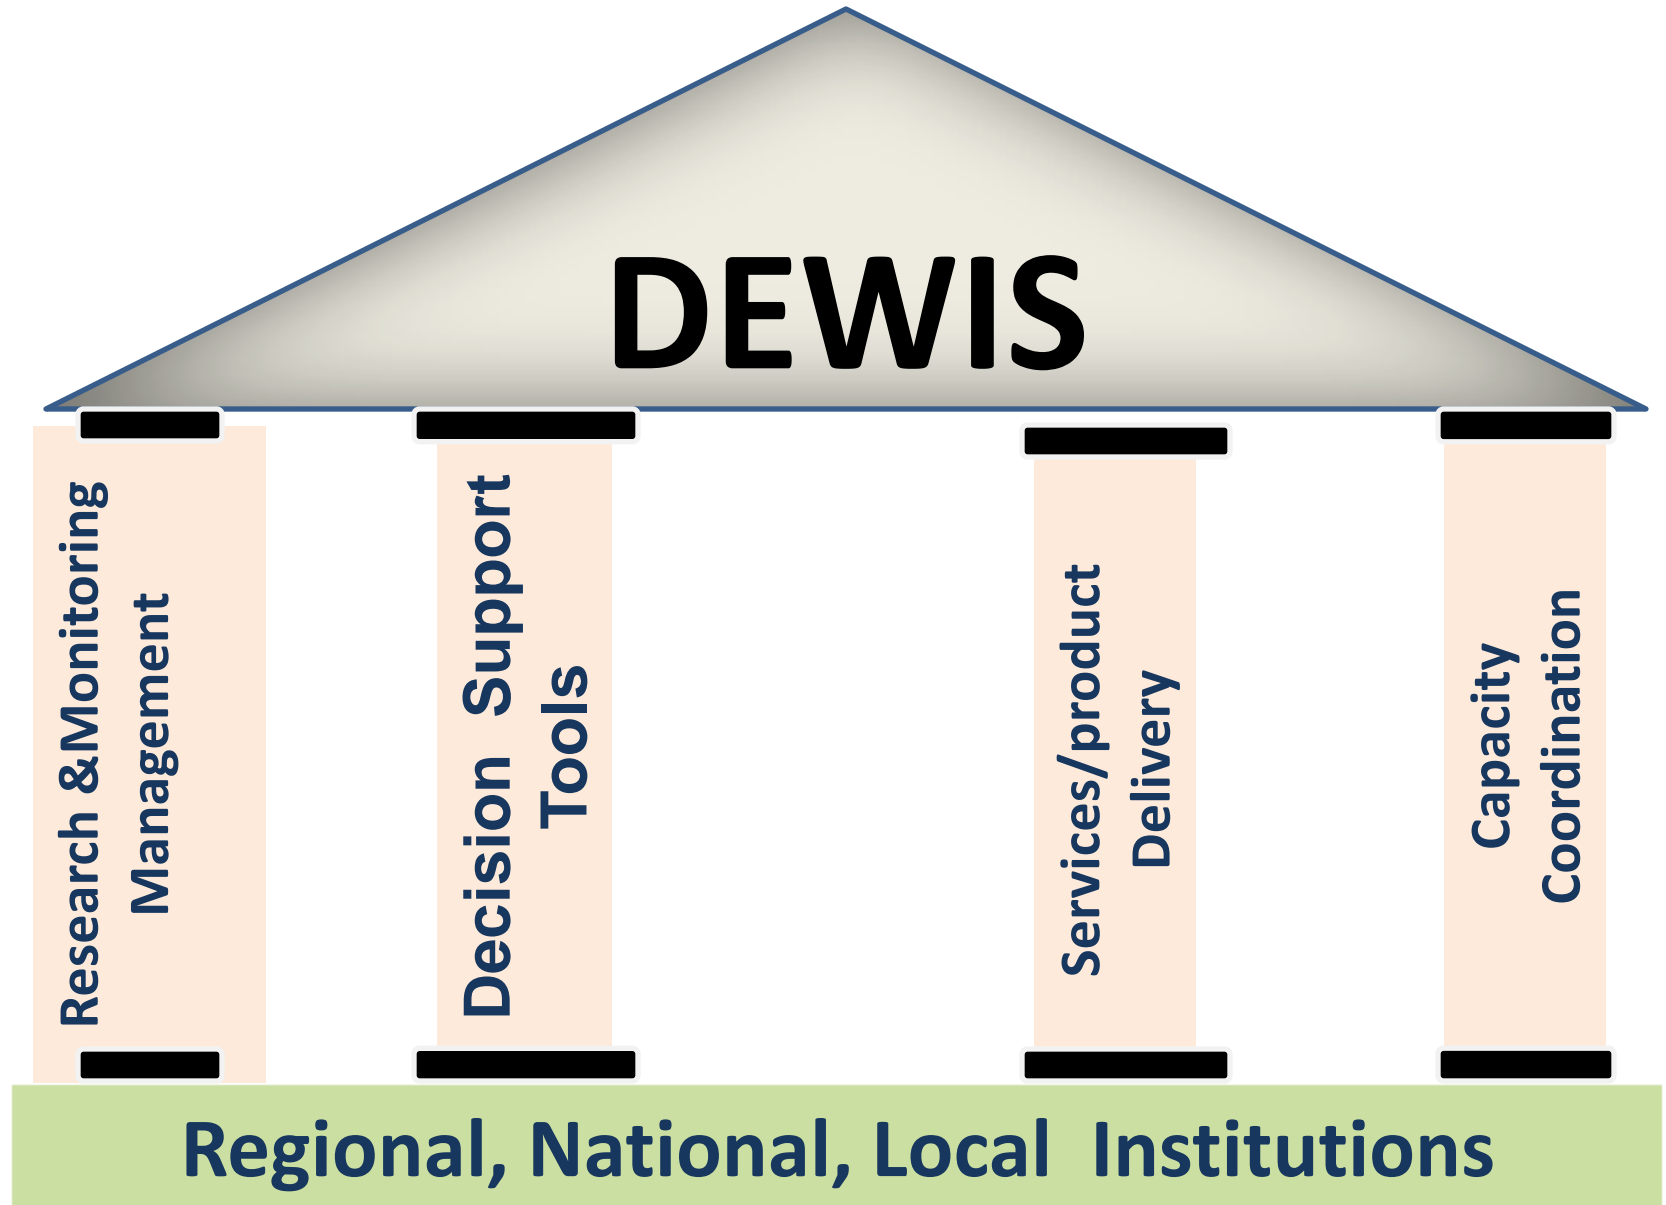 DEWIS
Research &Monitoring
Management
Decision Support
Tools
Services/product
Delivery
Capacity
Coordination
Regional, National, Local Institutions